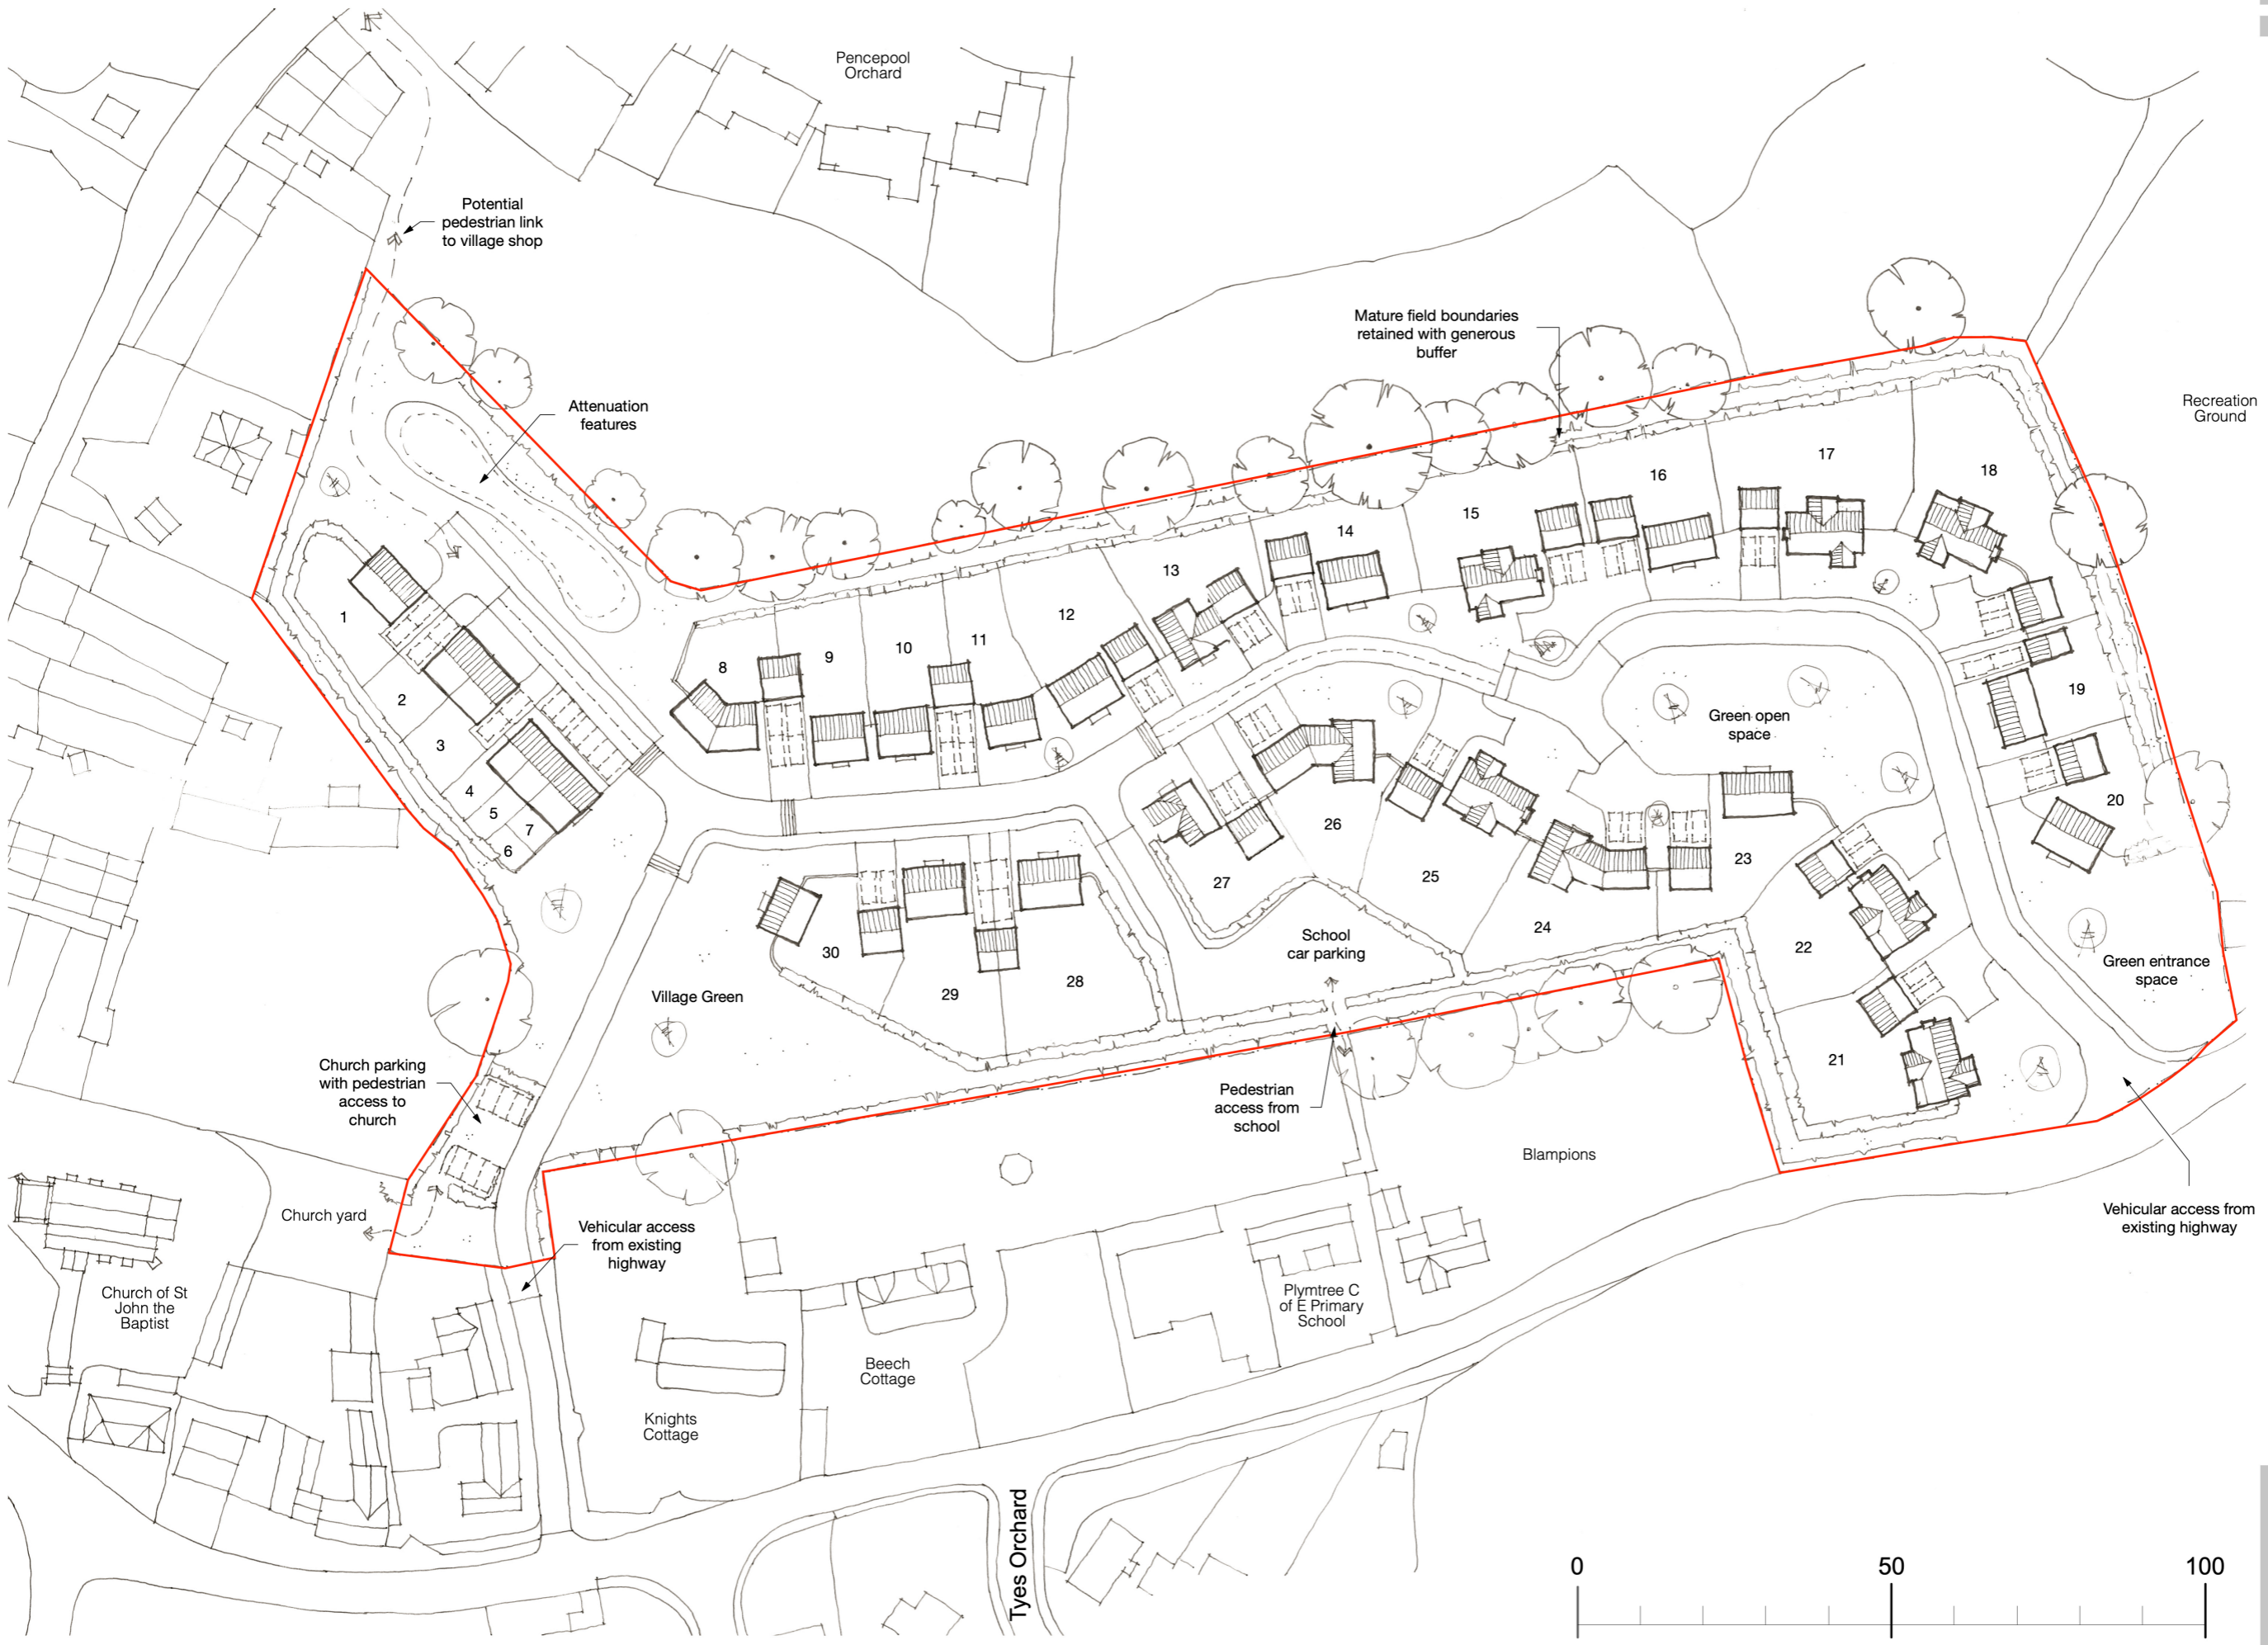 Pencepool
Orchard
Potential
pedestrian link
to village shop
Mature field boundaries
retained with generous
buffer
Recreation
Ground
Attenuation
features
17
18
16
15
14
13
12
11
10
9
8
1
2
3
4
5
7
6
19
20
Green open
space
23
26
25
27
24
22
21
30
29
28
School
car parking
Village Green
Green entrance
space
Church parking
with pedestrian
access to
church
Pedestrian
access from
school
Blampions
Church yard
Vehicular access
from existing
highway
Vehicular access from
existing highway
Church of St
John the
Baptist
Plymtree C
of E Primary
School
Beech
Cottage
Knights
Cottage
Tyes Orchard
0 50 100